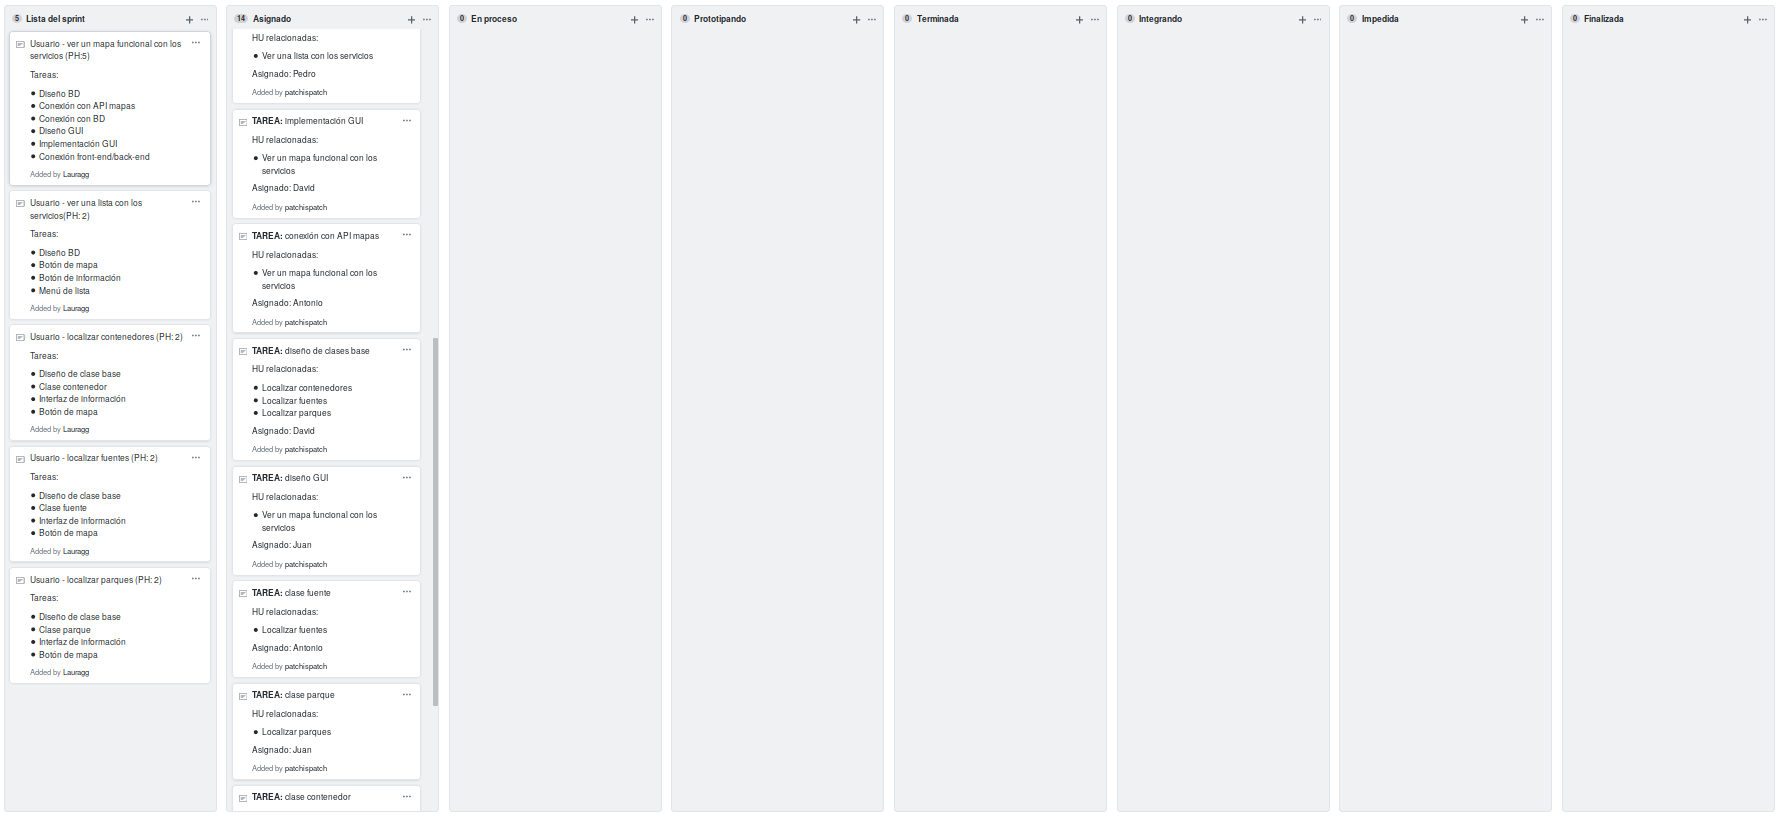 5 Lista del sprint
Usuario - ver un mapa funcional con los
servicios (PH:5)
Tareas:
Diseño BD
Conexión con API mapas
Conexión con BD
Diseño GUI
Implementación GUI
Conexión front-end/back-end
Added by Lauragg
Usuario - ver una lista con los
servicios(PH: 2)
Tareas:
Diseño BD
Botón de mapa
Botón de información
Menú de lista
Added by Lauragg
Usuario - localizar contenedores (PH: 2)
Tareas:
Diseño de clase base
Clase contenedor
Interfaz de información
Botón de mapa
Added by Lauragg
Usuario - localizar fuentes (PH: 2)
Tareas:
Diseño de clase base
Clase fuente
Interfaz de información
Botón de mapa
Added by Lauragg
Usuario - localizar parques (PH: 2)
Tareas:
Diseño de clase base
Clase parque
Interfaz de información
Botón de mapa
Added by Lauragg
14 Asignado
HU relacionadas:
Ver una lista con los servicios
Asignado: Pedro
Added by patchispatch
TAREA: implementación GUI
HU relacionadas:
Ver un mapa funcional con los
servicios
Asignado: David
Added by patchispatch
TAREA: conexión con API mapas
HU relacionadas:
Ver un mapa funcional con los
servicios
Asignado: Antonio
Added by patchispatch
TAREA: diseño de clases base
HU relacionadas:
Localizar contenedores
Localizar fuentes
Localizar parques
Asignado: David
Added by patchispatch
TAREA: diseño GUI
HU relacionadas:
Ver un mapa funcional con los
servicios
Asignado: Juan
Added by patchispatch
TAREA: clase fuente
HU relacionadas:
Localizar fuentes
Asignado: Antonio
Added by patchispatch
TAREA: clase parque
HU relacionadas:
Localizar parques
Asignado: Juan
Added by patchispatch
TAREA: clase contenedor
0 En proceso
0 Prototipando
0 Terminada
0 Integrando
0 Impedida
0 Finalizada